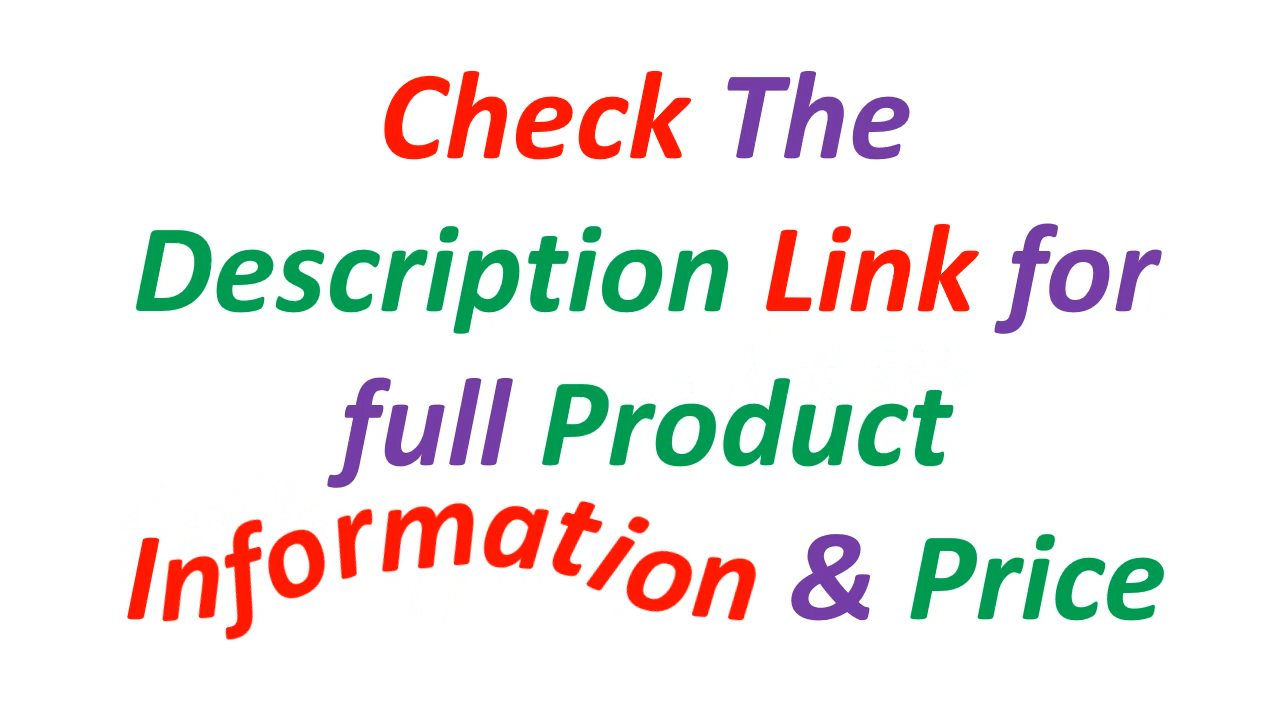 Check The
Description Link for
full Product
Information & Price